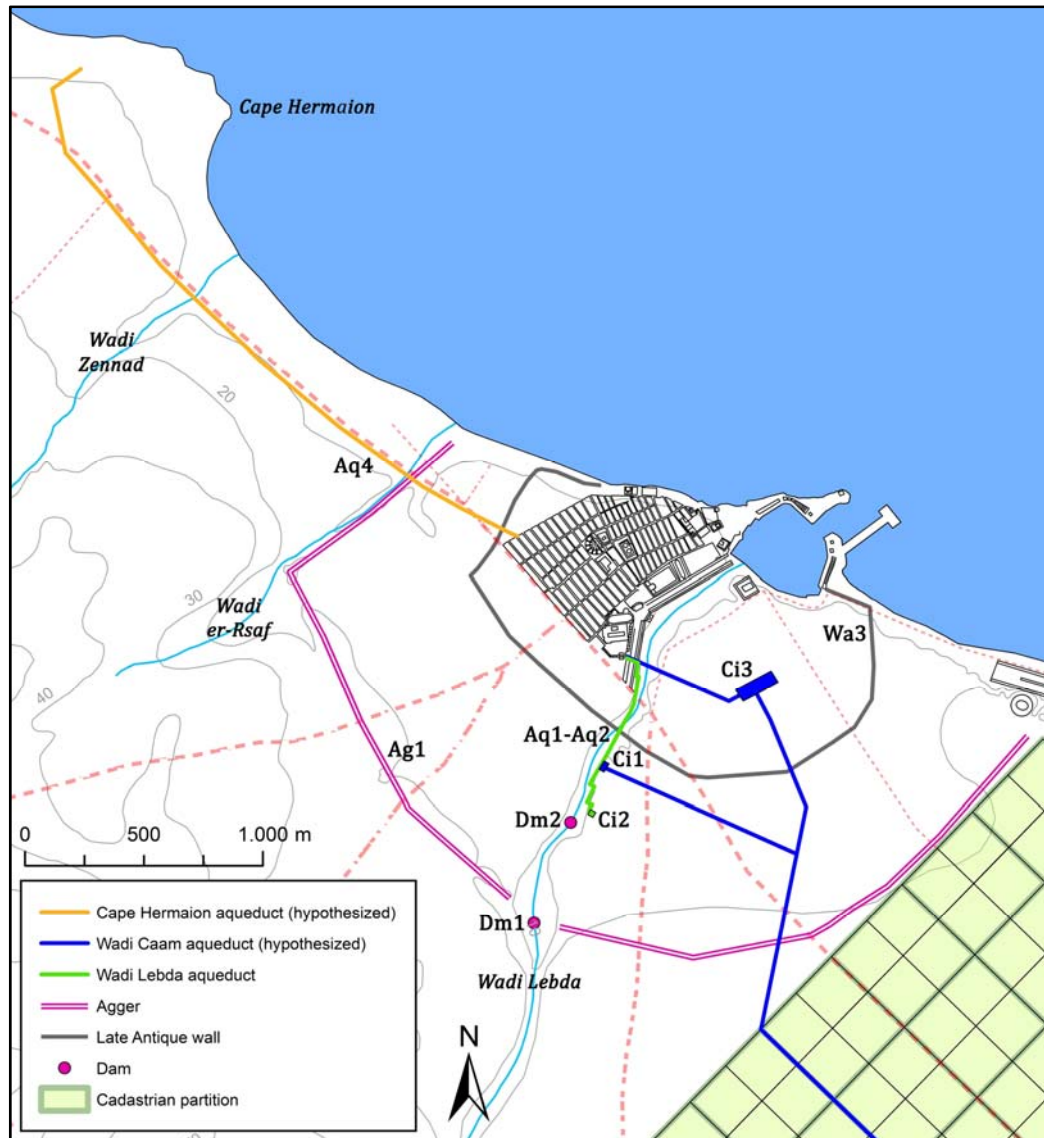 Cape Hermaion
Wadi
Zennad
20
Aq4
30
Wadi
er-Rsaf
Wa3
Ci3
40
Aq1-Aq2
Ag1
Ci1
Dm2
Ci2
0 500 1.000 m
Dm1
Wadi Lebda
N
Cape Hermaion aqueduct (hypothesized)
Wadi Caam aqueduct (hypothesized)
Wadi Lebda aqueduct
Agger
Late Antique wall
Dam
Cadastrian partition